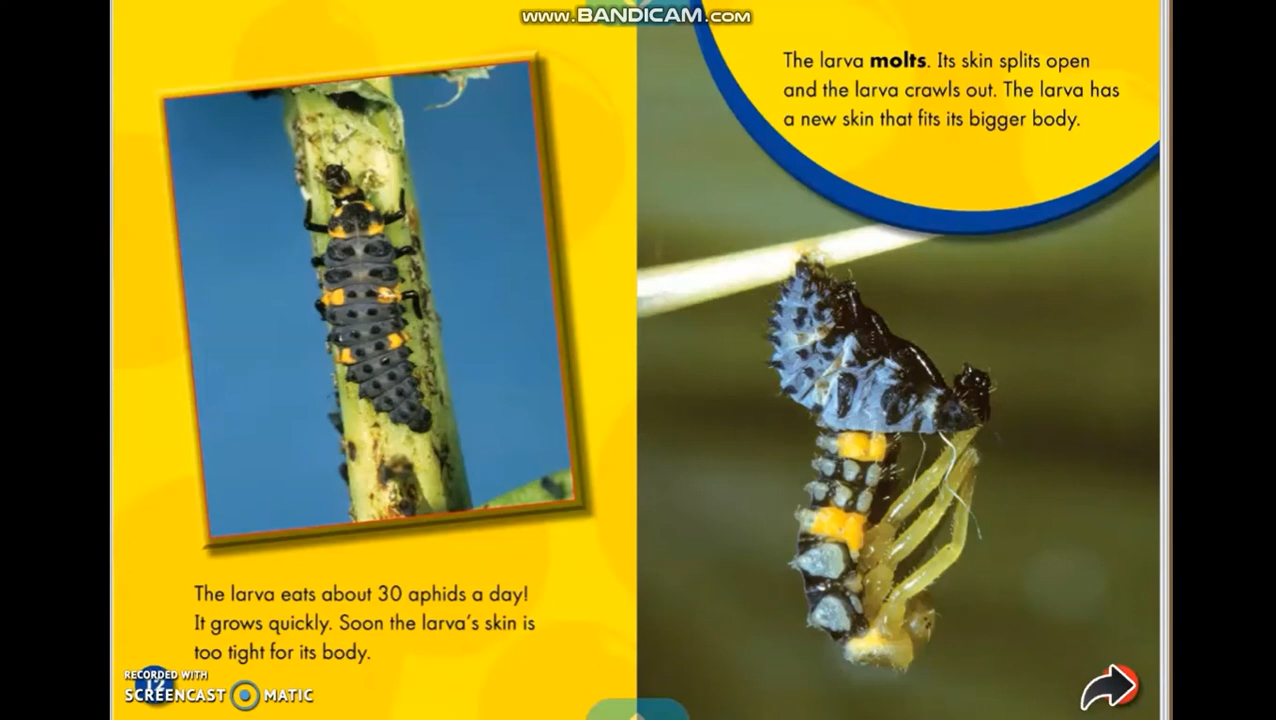 www.BANDICAM.com
The larva eats about 30 aphids a day!
It grows quickly. Soon the larva's skin is
too tight for its body.
RECORDED WITH
SCREENCAST MATIC
12
The larva molts. Its skin splits open
and the larva crawls out. The larva has
a new skin that fits its bigger body.